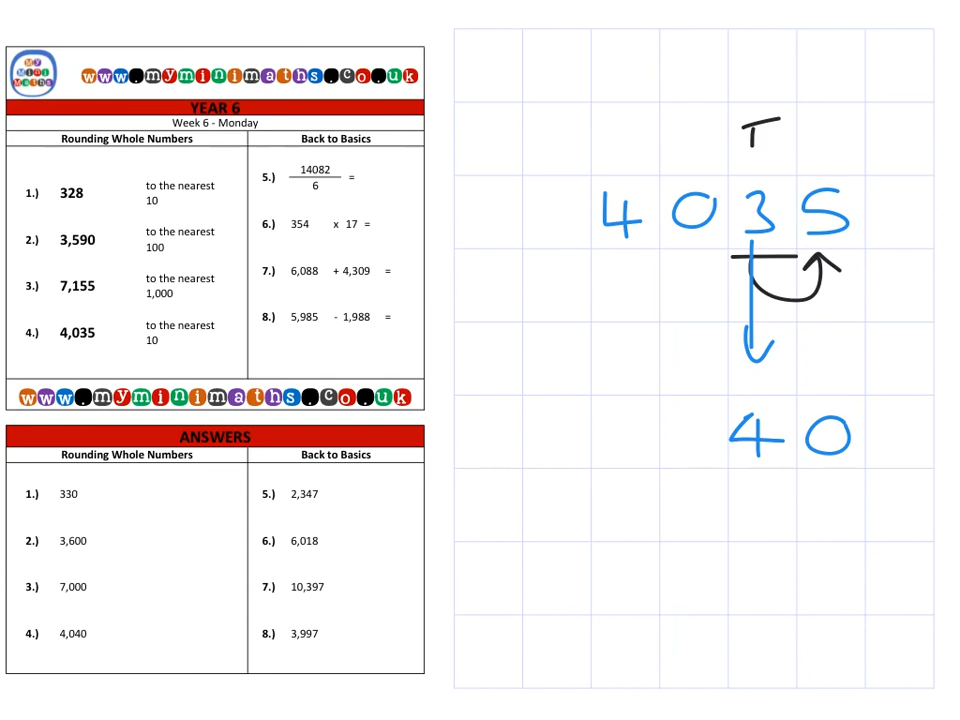 My
Mini
Maths
www.myminimaths.co.uk
YEAR 6
Week 6 - Monday
Rounding Whole Numbers Back to Basics
1.) 328 to the nearest 10
2.) 3,590 to the nearest 100
3.) 7,155 to the nearest 1,000
4.) 4,035 to the nearest 10
5.) 14082
6 =
6.) 354 x 17 =
7.) 6,088 + 4,309 =
8.) 5,985 - 1,988 =
www.myminimaths.co.uk
ANSWERS
Rounding Whole Numbers Back to Basics
1.) 330
2.) 3,600
3.) 7,000
4.) 4,040
5.) 2,347
6.) 6,018
7.) 10,397
8.) 3,997
T
4035
40